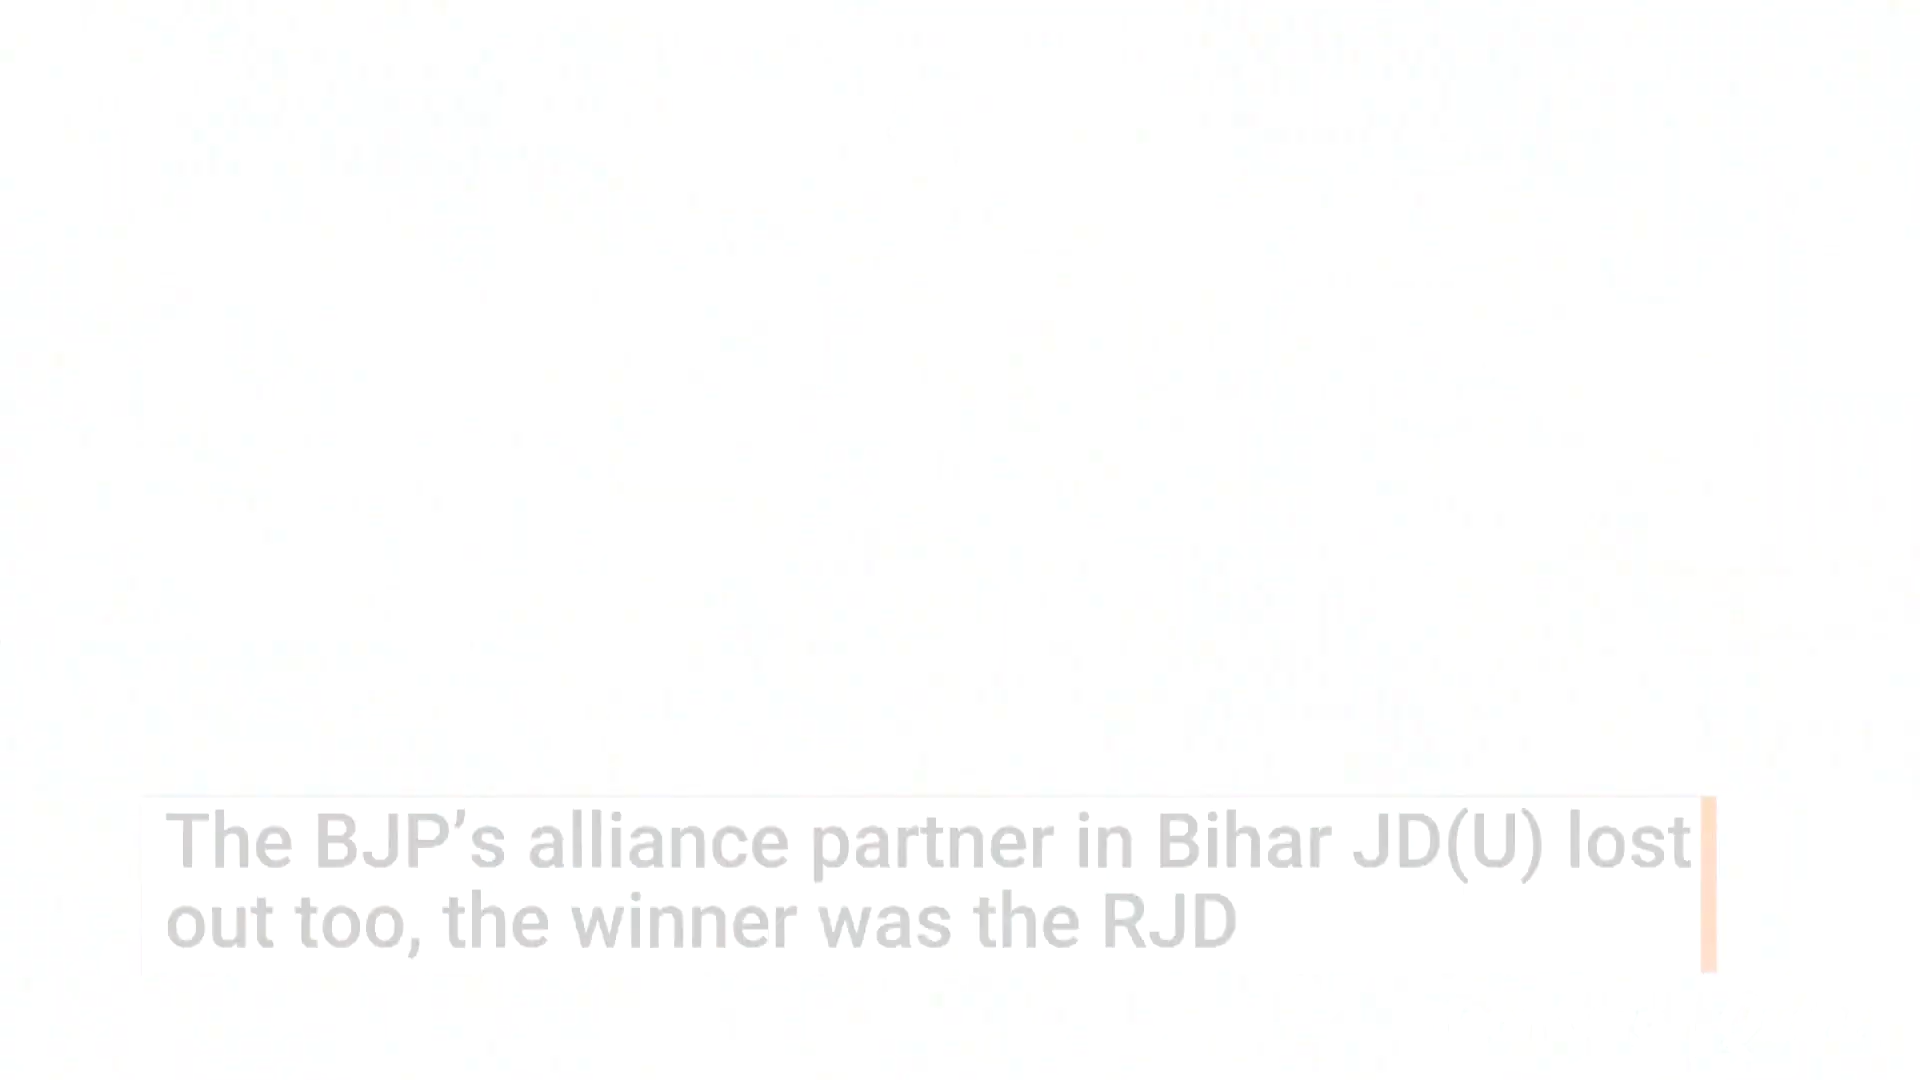 The BJP’s alliance partner in Bihar JD(U) lost
out too, the winner was the RJD